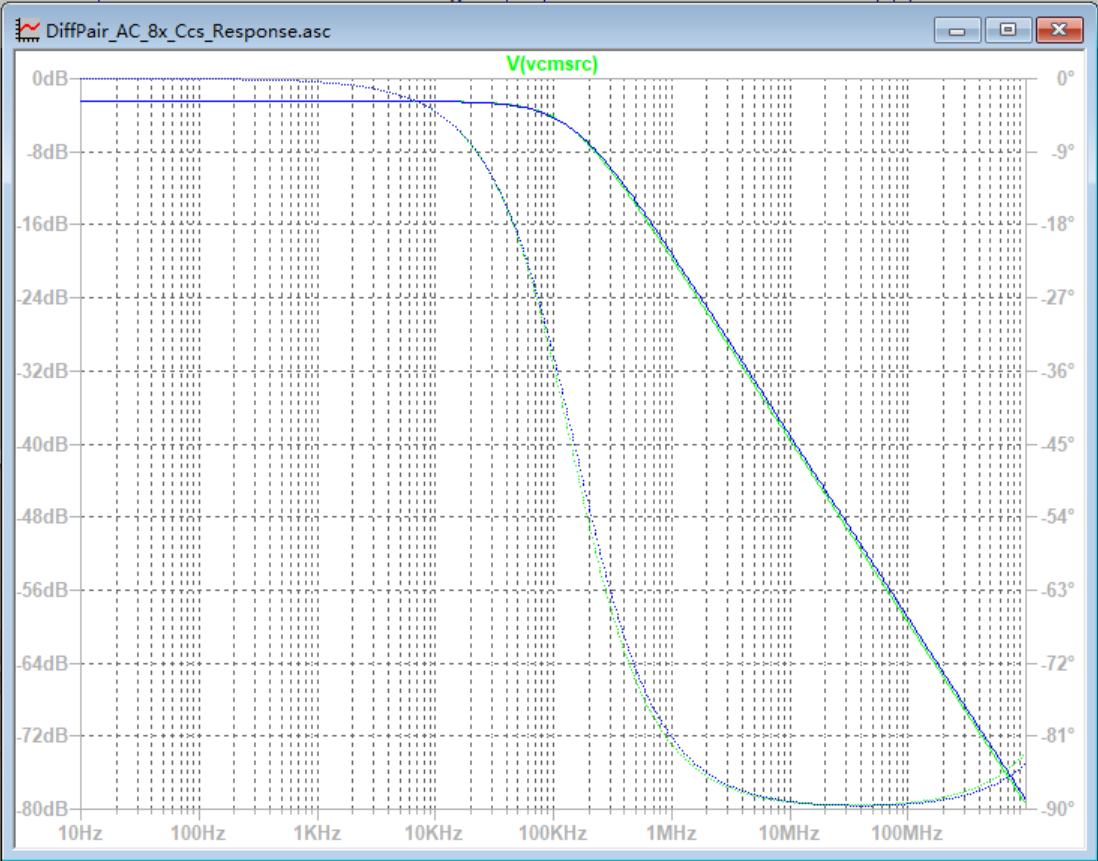 DiffPair_AC_8x_Ccs_Response.asc
V(vcmsrc)
0dB 0°
-8dB -9°
-16dB -18°
-24dB -27°
-32dB -36°
-40dB -45°
-48dB -54°
-56dB -63°
-64dB -72°
-72dB -81°
-80dB -90°
10Hz 100Hz 1KHz 10KHz 100KHz 1MHz 10MHz 100MHz